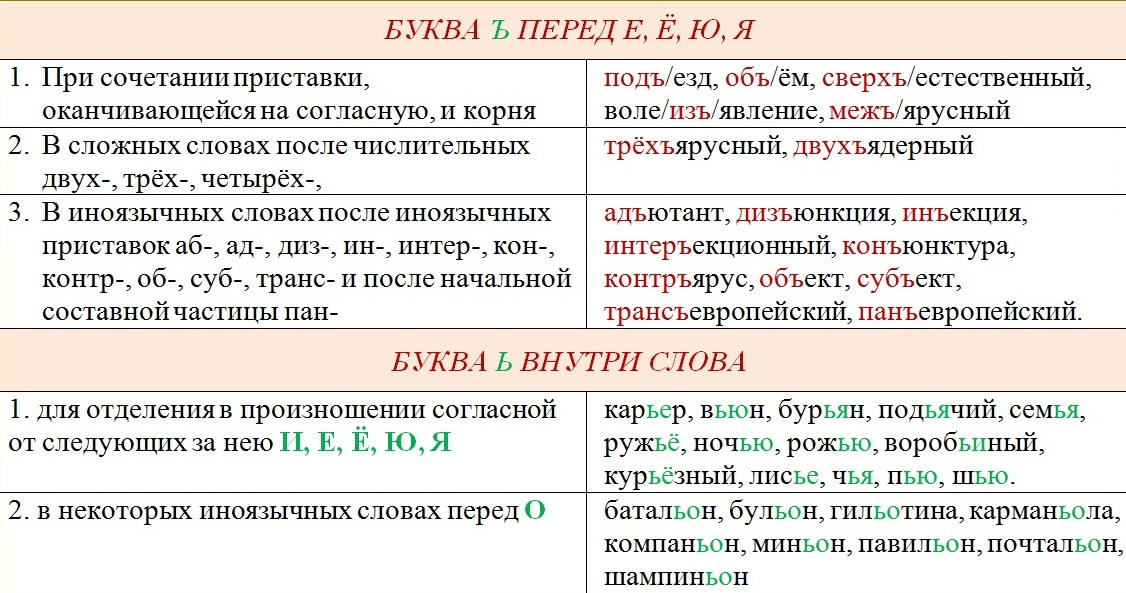 БУКВА Ъ ПЕРЕД Е, Ё, Ю, Я
1. При сочетании приставки,
оканчивающейся на согласную, и корня
подъ/езд, объ/ём, сверхъ/естественный,
воле/изъ/явление, межъ/ярусный
2. В сложных словах после числительных
двух-, трёх-, четырёх-,
трёхъярусный, двухъядерный
3. В иноязычных словах после иноязычных
приставок аб-, ад-, диз-, ин-, интер-, кон-,
контр-, об-, суб-, транс- и после начальной
составной частицы пан-
адъютант, дизъюнкция, инъекция,
интеръекционный, конъюнктура,
контръярус, объект, субъект,
трансъевропейский, панъевропейский.
БУКВА Ь ВНУТРИ СЛОВА
1. для отделения в произношении согласной
от следующих за нею И, Е, Ё, Ю, Я
карьер, вьюн, бурьян, подьячий, семья,
ружьё, ночью, рожью, воробьиный,
курьёзный, лисье, чья, пью, шью.
2. в некоторых иноязычных словах перед О
батальон, бульон, гильотина, карманьола,
компаньон, миньон, павильон, почтальон,
шампиньон